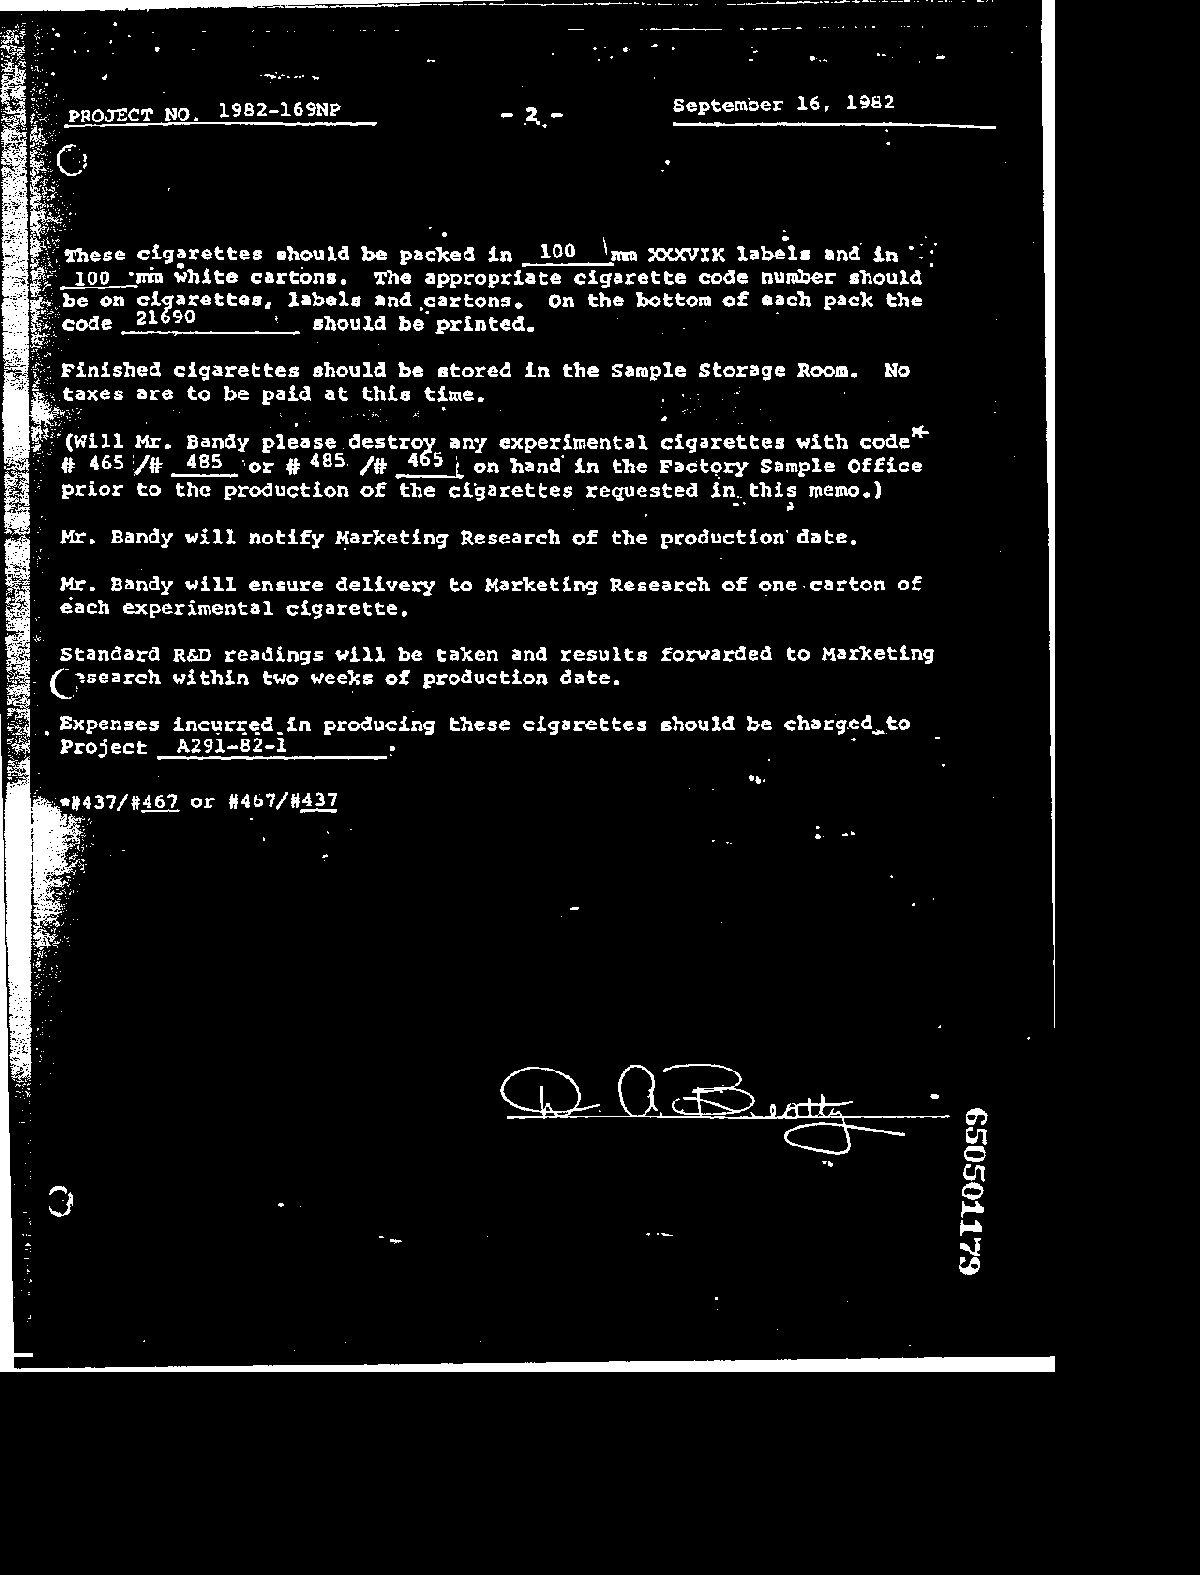 PROJECT NO. 1982-169NP - 2 - September 16, 1982
These cigarettes should be packed in 100 mm XXXVIK labels and in
100 mm white cartons. The appropriate cigarette code number should
be on cigarettes, labels and cartons. On the bottom of each pack the
code 21690 should be printed.
Finished cigarettes should be stored in the Sample Storage Room. No
taxes are to be paid at this time.
(Will Mr. Bandy please destroy any experimental cigarettes with code*
# 465 /# 485 or # 485 /# 465 on hand in the Factory Sample Office
prior to the production of the cigarettes requested in this memo.)
Mr. Bandy will notify Marketing Research of the production date.
Mr. Bandy will ensure delivery to Marketing Research of one carton of
each experimental cigarette.
Standard R&D readings will be taken and results forwarded to Marketing
esearch within two weeks of production date.
Expenses incurred in producing these cigarettes should be charged to
Project A291-82-1 .
*#437/#467 or #467/#437
D. A. Beatty
650501179